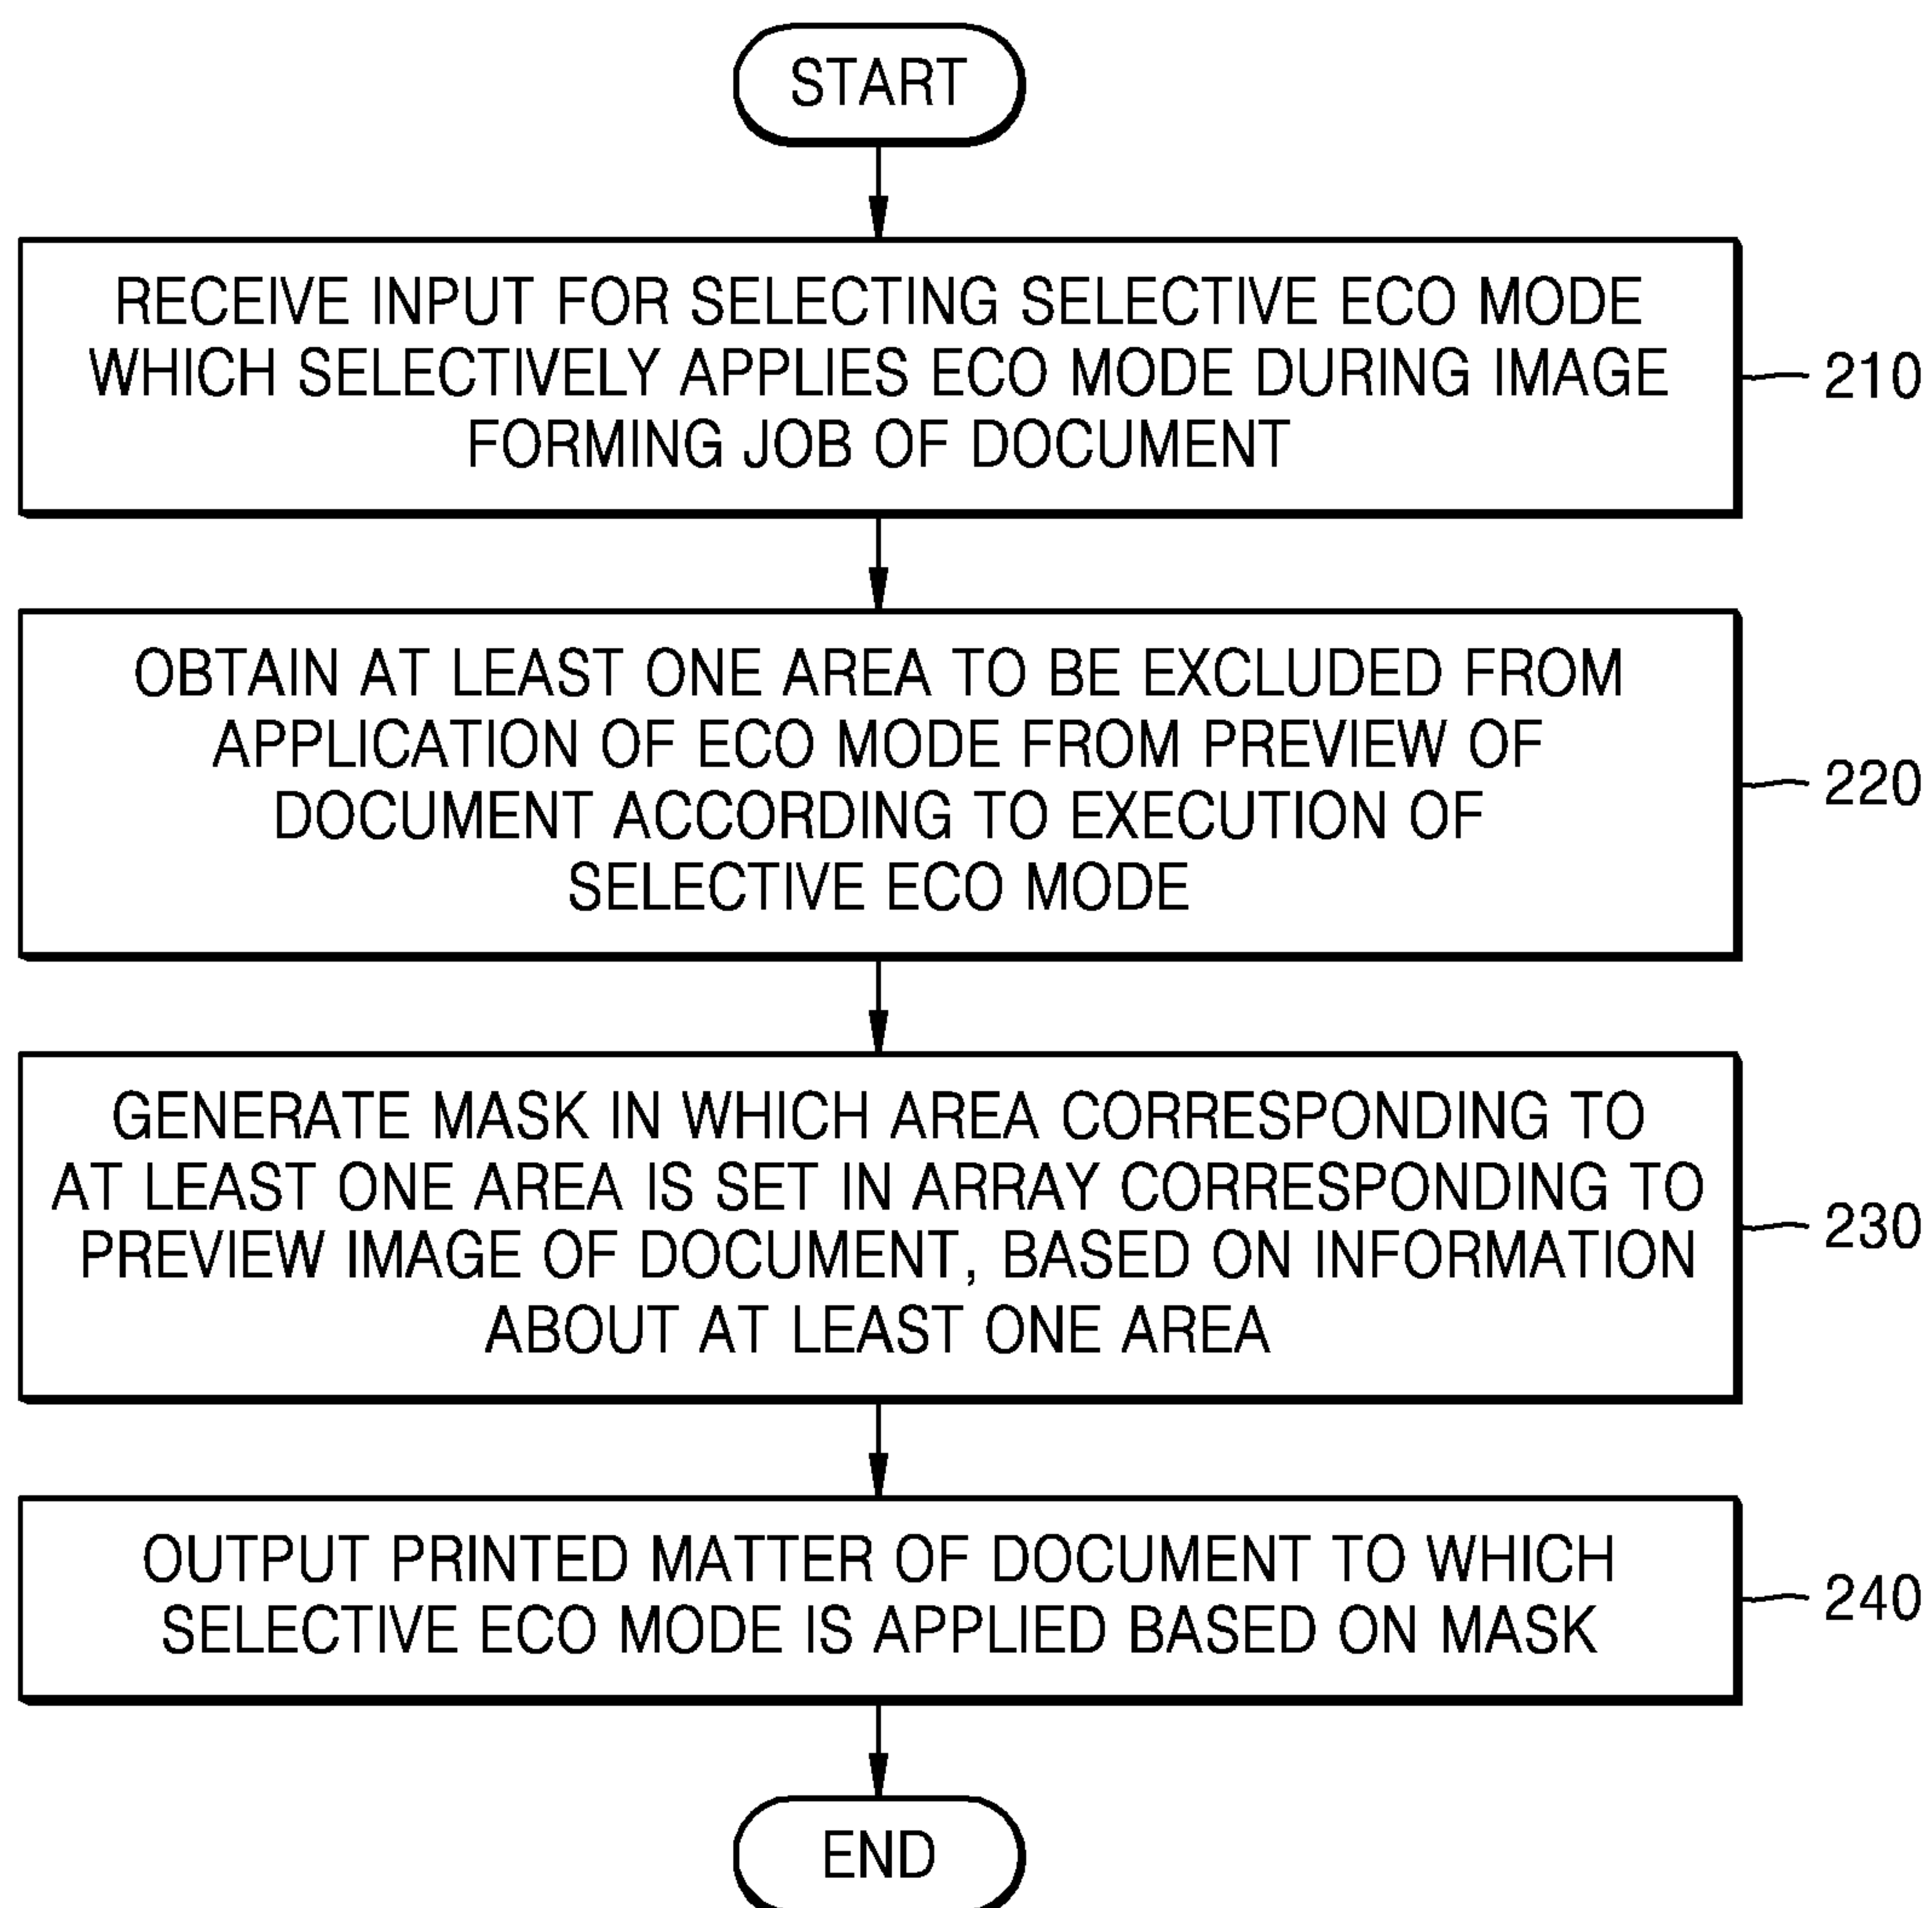 START
RECEIVE INPUT FOR SELECTING SELECTIVE ECO MODE
WHICH SELECTIVELY APPLIES ECO MODE DURING IMAGE
FORMING JOB OF DOCUMENT
210
OBTAIN AT LEAST ONE AREA TO BE EXCLUDED FROM
APPLICATION OF ECO MODE FROM PREVIEW OF
DOCUMENT ACCORDING TO EXECUTION OF
SELECTIVE ECO MODE
220
GENERATE MASK IN WHICH AREA CORRESPONDING TO
AT LEAST ONE AREA IS SET IN ARRAY CORRESPONDING TO
PREVIEW IMAGE OF DOCUMENT, BASED ON INFORMATION
ABOUT AT LEAST ONE AREA
230
OUTPUT PRINTED MATTER OF DOCUMENT TO WHICH
SELECTIVE ECO MODE IS APPLIED BASED ON MASK
240
END